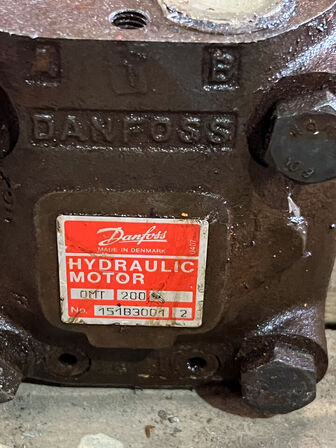 A T B
DANFOSS
Danfoss
MADE IN DENMARK
HYDRAULIC
MOTOR
OMT 200
No. 151B3001 2